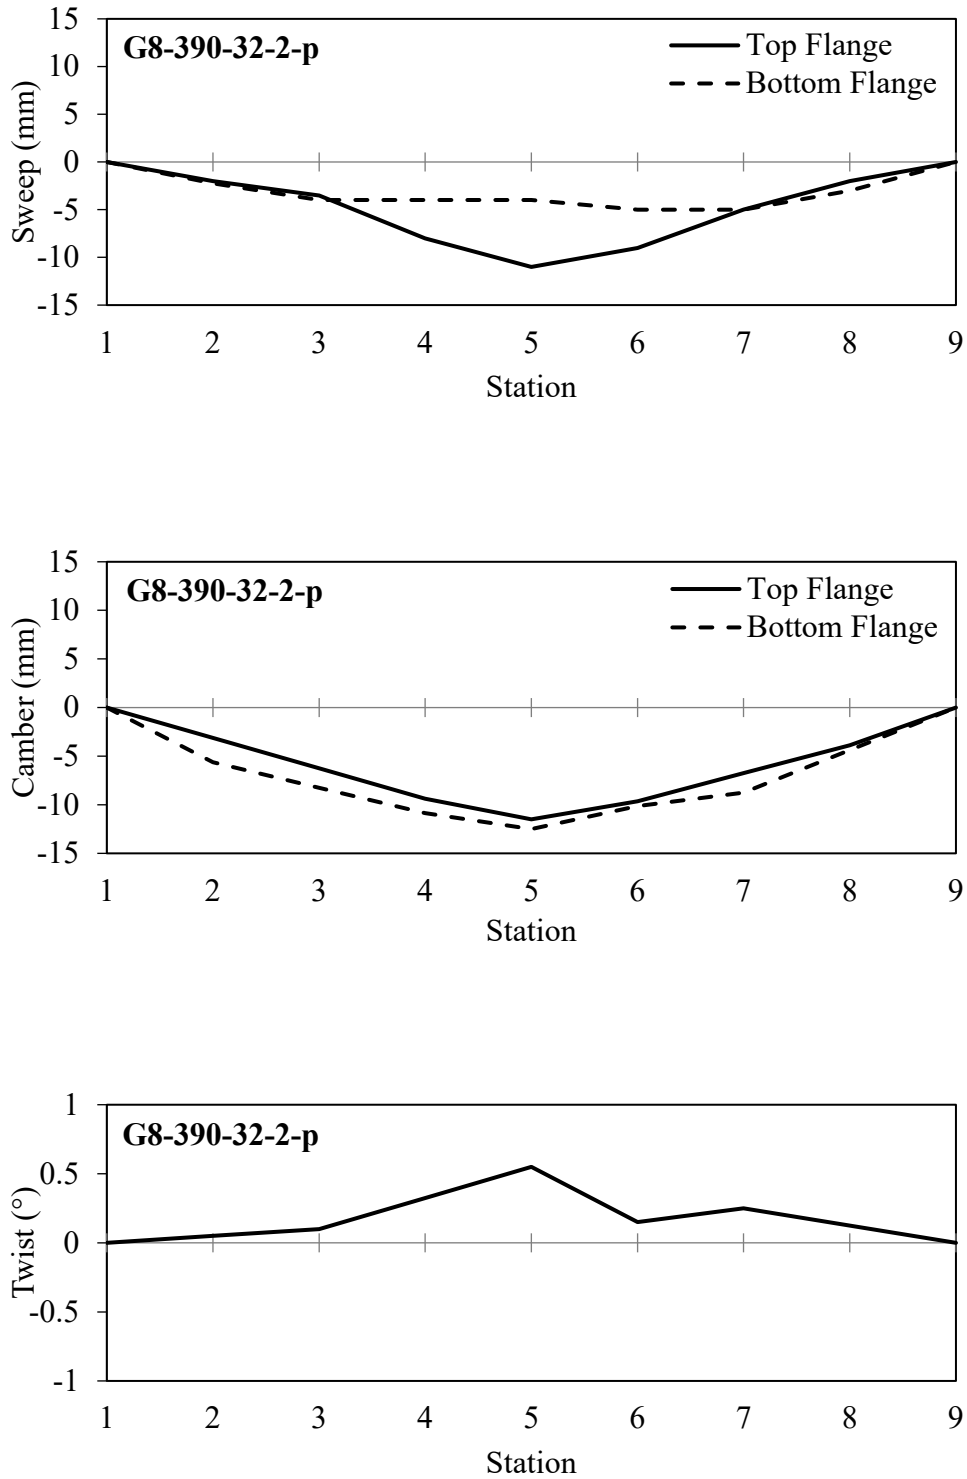 G8-390-32-2-p
Top Flange
Bottom Flange
Sweep (mm)
15
10
5
0
-5
-10
-15
1 2 3 4 5 6 7 8 9
Station
G8-390-32-2-p
Top Flange
Bottom Flange
Camber (mm)
15
10
5
0
-5
-10
-15
1 2 3 4 5 6 7 8 9
Station
G8-390-32-2-p
Twist (°)
1
0.5
0
-0.5
-1
1 2 3 4 5 6 7 8 9
Station